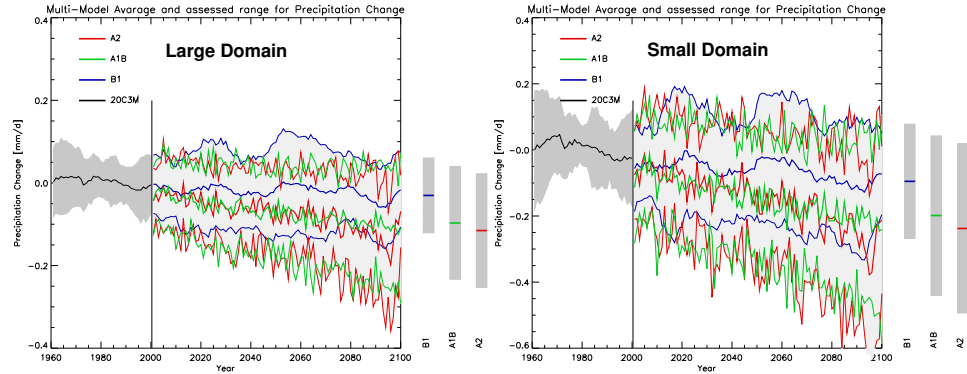 Multi-Model Avarage and assessed range for Precipitation Change
Large Domain
A2
A1B
B1
20C3M
Precipitation Change [mm/d]
0.4
0.2
0.0
-0.2
-0.4
1960 1980 2000 2020 2040 2060 2080 2100
Year
B1
A1B
A2
Multi-Model Avarage and assessed range for Precipitation Change
Small Domain
A2
A1B
B1
20C3M
Precipitation Change [mm/d]
0.4
0.2
-0.0
-0.2
-0.4
-0.6
1960 1980 2000 2020 2040 2060 2080 2100
Year
B1
A1B
A2